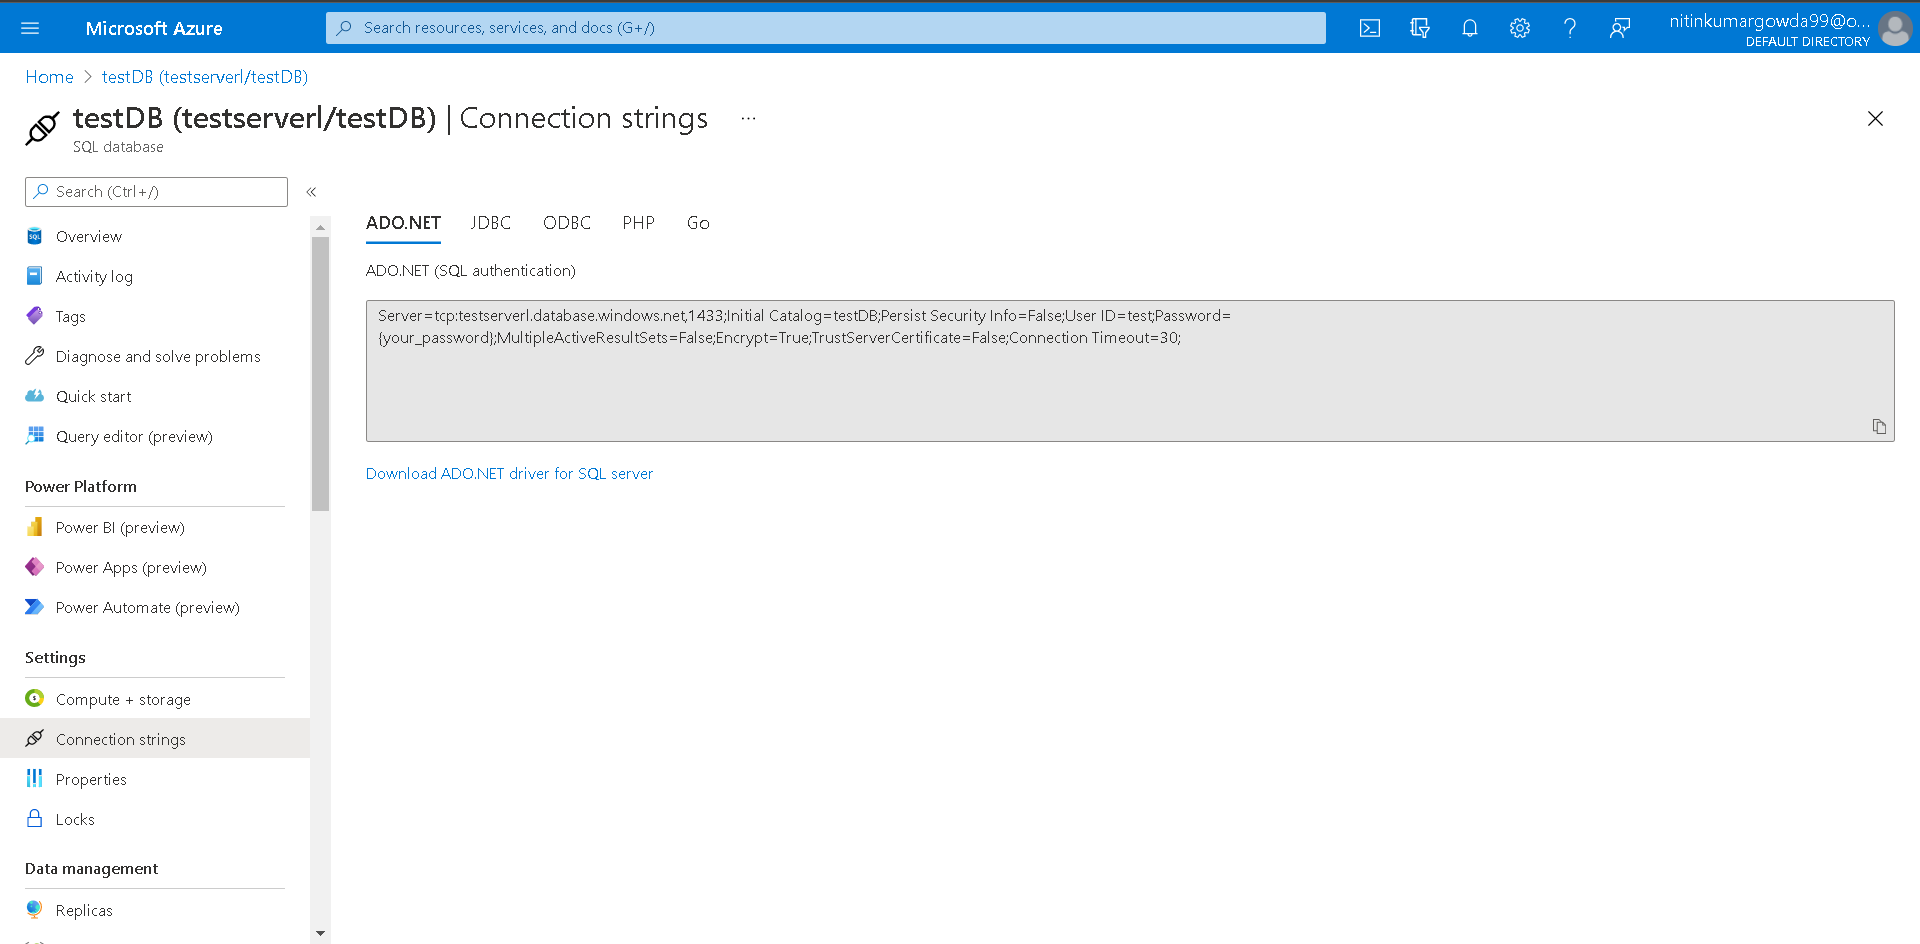 Microsoft Azure
Search resources, services, and docs (G+/)
nitinkumargowda99@o...
DEFAULT DIRECTORY
Home > testDB (testserverl/testDB)
testDB (testserverl/testDB) | Connection strings ...
SQL database
Search (Ctrl+/)
«
Overview
Activity log
Tags
Diagnose and solve problems
Quick start
Query editor (preview)
Power Platform
Power BI (preview)
Power Apps (preview)
Power Automate (preview)
Settings
Compute + storage
Connection strings
Properties
Locks
Data management
Replicas
ADO.NET JDBC ODBC PHP Go
ADO.NET (SQL authentication)
Server=tcp:testserverl.database.windows.net,1433;Initial Catalog=testDB;Persist Security Info=False;User ID=test;Password=
{your_password};MultipleActiveResultSets=False;Encrypt=True;TrustServerCertificate=False;Connection Timeout=30;
Download ADO.NET driver for SQL server